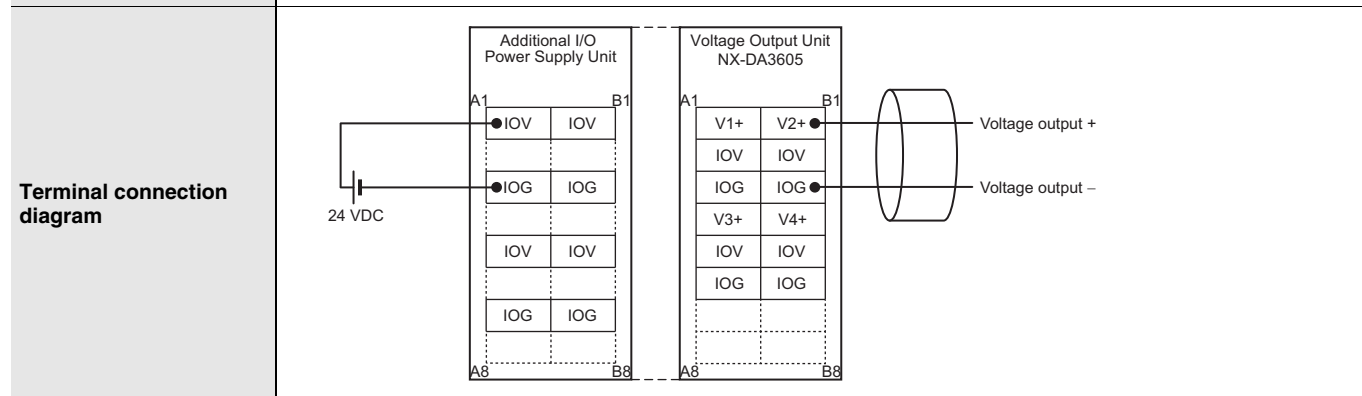 Terminal connection
diagram
24 VDC
Additional I/O
Power Supply Unit
A1 B1
IOV IOV
IOG IOG
IOV IOV
IOG IOG
A8 B8
Voltage Output Unit
NX-DA3605
A1 B1
V1+ V2+
IOV IOV
IOG IOG
V3+ V4+
IOV IOV
IOG IOG
A8 B8
Voltage output +
Voltage output –